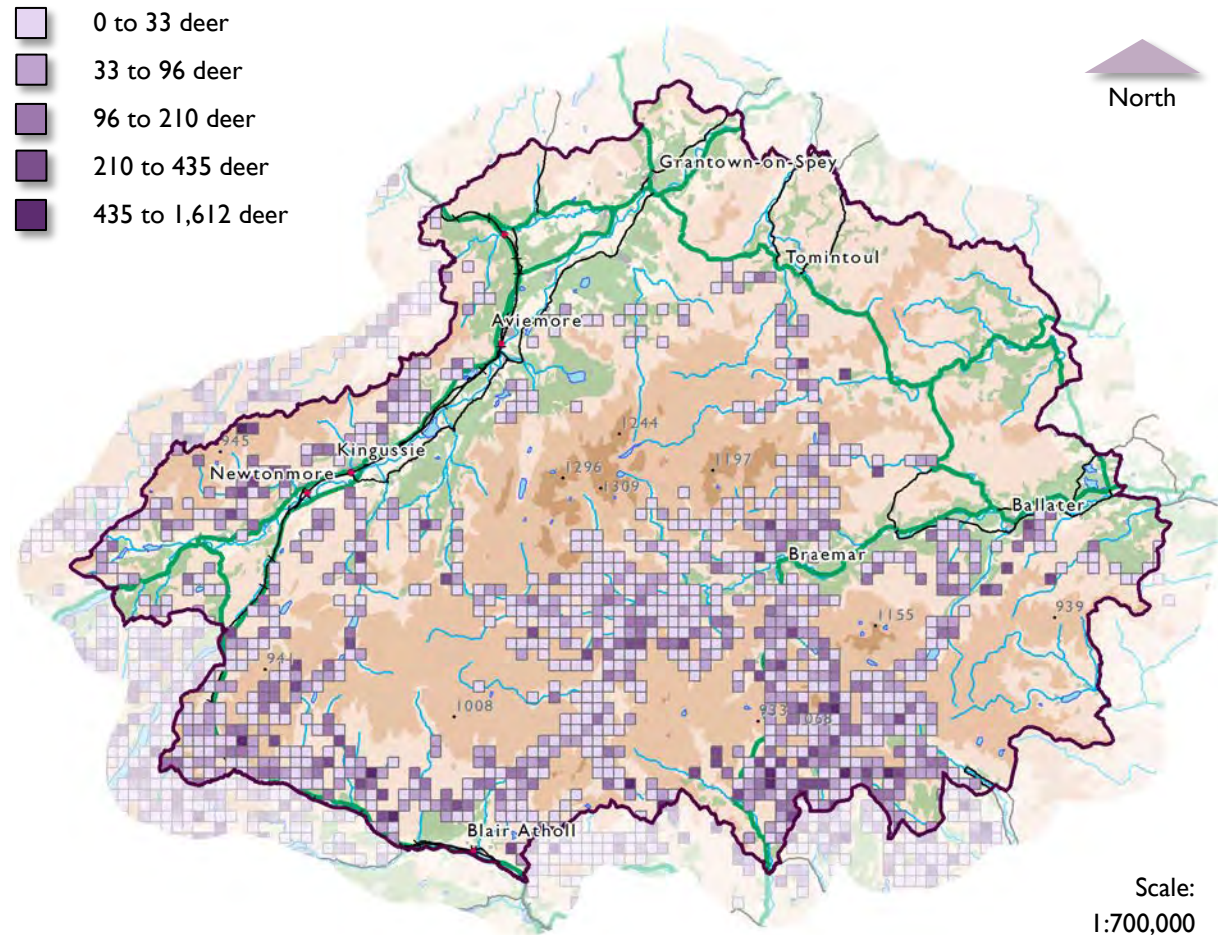 0 to 33 deer
33 to 96 deer
96 to 210 deer
210 to 435 deer
435 to 1,612 deer
North
Grantown-on-Spey
Tomintoul
Aviemore
1244
945
Kingussie
1197
Newtonmore
1296
1309
Ballater
Braemar
1155
939
941
1008
933
1068
Blair Atholl
Scale:
1:700,000